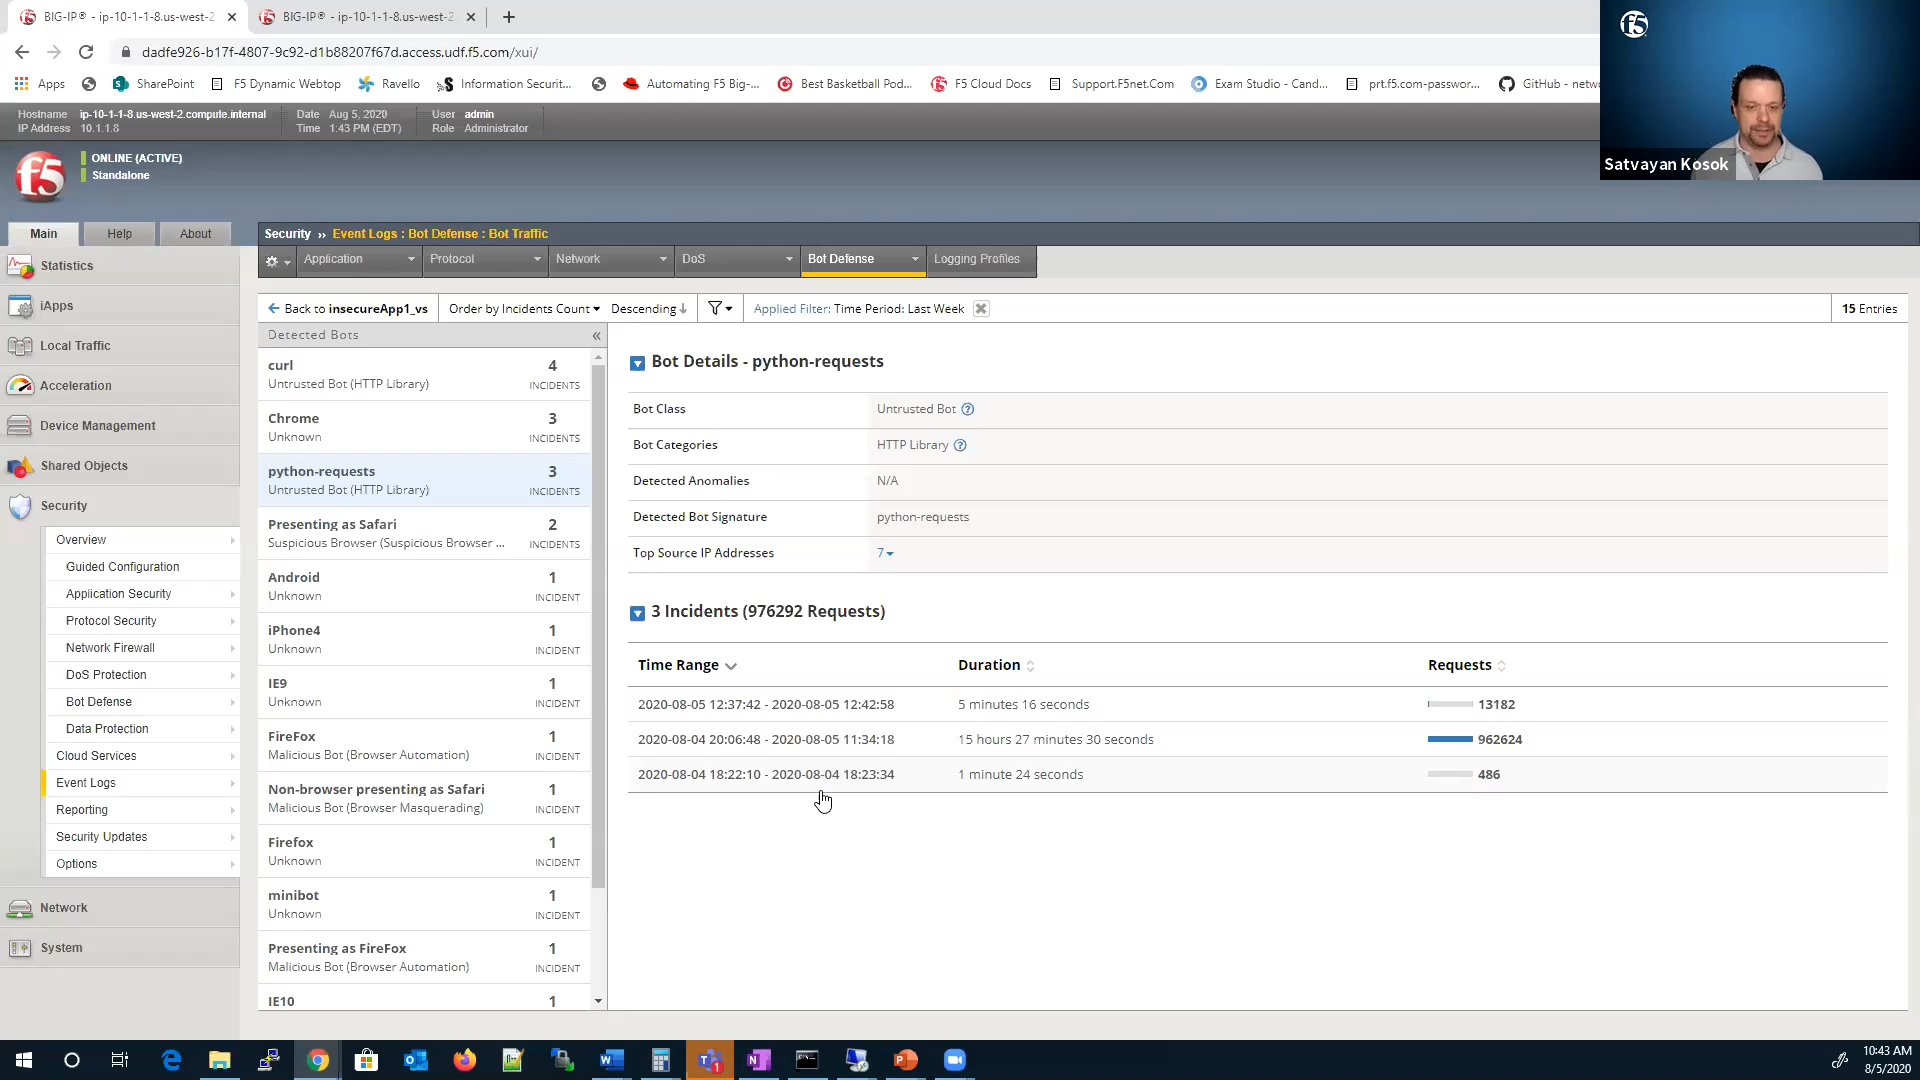 BIG-IP® - ip-10-1-1-8.us-west-2
BIG-IP® - ip-10-1-1-8.us-west-2
dadfe926-b17f-4807-9c92-d1b88207f67d.access.udf.f5.com/xui/
Apps
SharePoint
F5 Dynamic Webtop
Ravello
Information Securit...
Automating F5 Big-...
Best Basketball Pod...
F5 Cloud Docs
Support.F5net.Com
Exam Studio - Cand...
prt.f5.com-passwor...
GitHub - netw
f5
Satvayan Kosok
Hostname ip-10-1-1-8.us-west-2.compute.internal
IP Address 10.1.1.8
Date Aug 5, 2020
Time 1:43 PM (EDT)
User admin
Role Administrator
f5
ONLINE (ACTIVE)
Standalone
Main
Help
About
Security ›› Event Logs : Bot Defense : Bot Traffic
Application
Protocol
Network
DoS
Bot Defense
Logging Profiles
Statistics
iApps
Local Traffic
Acceleration
Device Management
Shared Objects
Security
Overview
Guided Configuration
Application Security
Protocol Security
Network Firewall
DoS Protection
Bot Defense
Data Protection
Cloud Services
Event Logs
Reporting
Security Updates
Options
Network
System
Back to insecureApp1_vs
Order by Incidents Count
Descending
Applied Filter: Time Period: Last Week
15 Entries
Detected Bots
curl 4
Untrusted Bot (HTTP Library) INCIDENTS
Chrome 3
Unknown INCIDENTS
python-requests 3
Untrusted Bot (HTTP Library) INCIDENTS
Presenting as Safari 2
Suspicious Browser (Suspicious Browser ... INCIDENTS
Android 1
Unknown INCIDENT
iPhone4 1
Unknown INCIDENT
IE9 1
Unknown INCIDENT
FireFox 1
Malicious Bot (Browser Automation) INCIDENT
Non-browser presenting as Safari 1
Malicious Bot (Browser Masquerading) INCIDENT
Firefox 1
Unknown INCIDENT
minibot 1
Unknown INCIDENT
Presenting as FireFox 1
Malicious Bot (Browser Automation) INCIDENT
IE10 1
Bot Details - python-requests
Bot Class Untrusted Bot ?
Bot Categories HTTP Library ?
Detected Anomalies N/A
Detected Bot Signature python-requests
Top Source IP Addresses 7
3 Incidents (976292 Requests)
Time Range Duration Requests
2020-08-05 12:37:42 - 2020-08-05 12:42:58 5 minutes 16 seconds 13182
2020-08-04 20:06:48 - 2020-08-05 11:34:18 15 hours 27 minutes 30 seconds 962624
2020-08-04 18:22:10 - 2020-08-04 18:23:34 1 minute 24 seconds 486
10:43 AM
8/5/2020